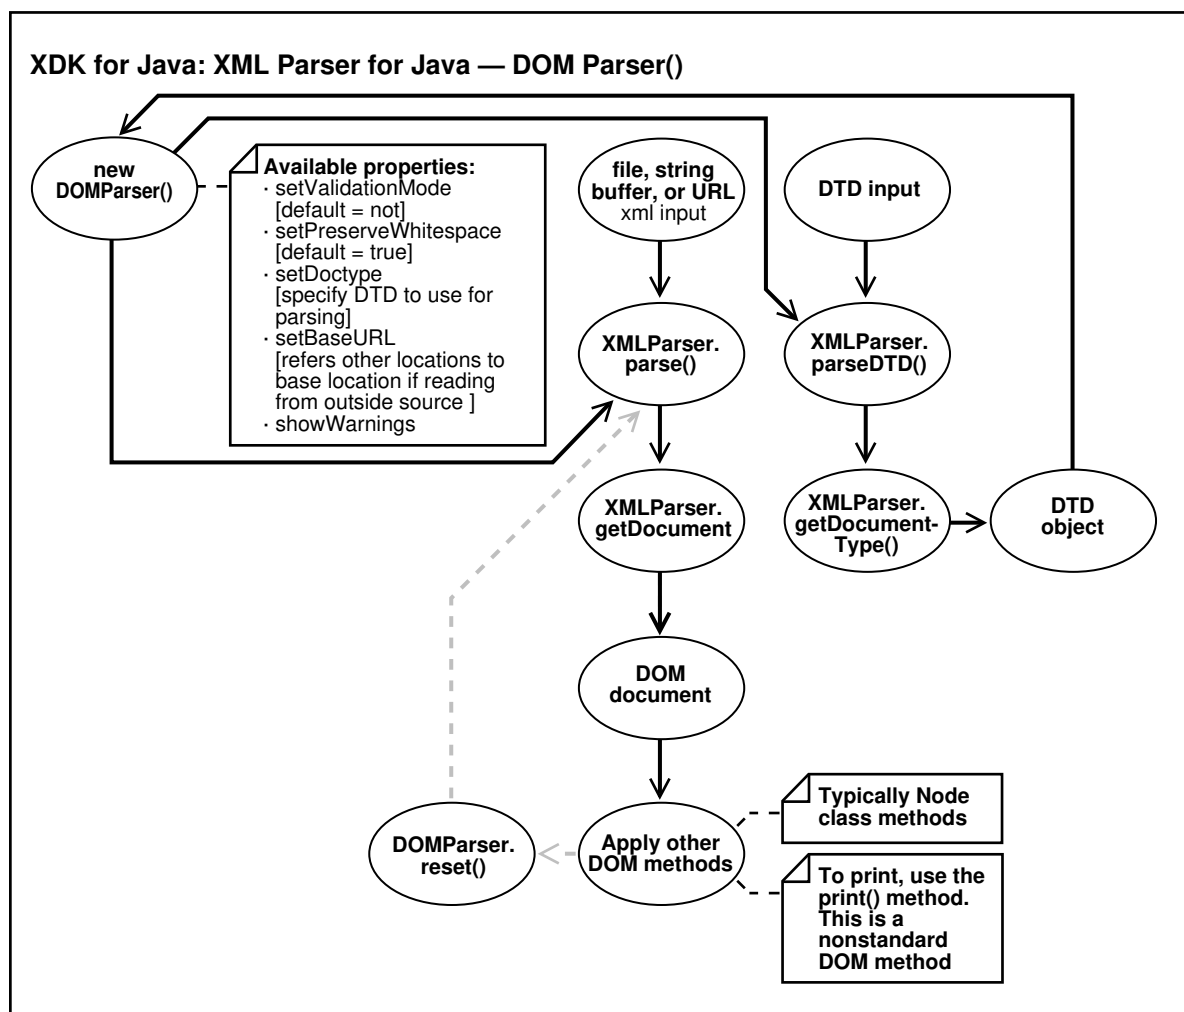 XDK for Java: XML Parser for Java — DOM Parser()
new
DOMParser()
Available properties:
· setValidationMode
[default = not]
· setPreserveWhitespace
[default = true]
· setDoctype
[specify DTD to use for
parsing]
· setBaseURL
[refers other locations to
base location if reading
from outside source ]
· showWarnings
file, string
buffer, or URL
xml input
DTD input
XMLParser.
parse()
XMLParser.
parseDTD()
XMLParser.
getDocument
XMLParser.
getDocument-
Type()
DTD
object
DOM
document
DOMParser.
reset()
Apply other
DOM methods
Typically Node
class methods
To print, use the
print() method.
This is a
nonstandard
DOM method